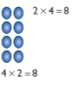 2 × 4 = 8
4 × 2 = 8